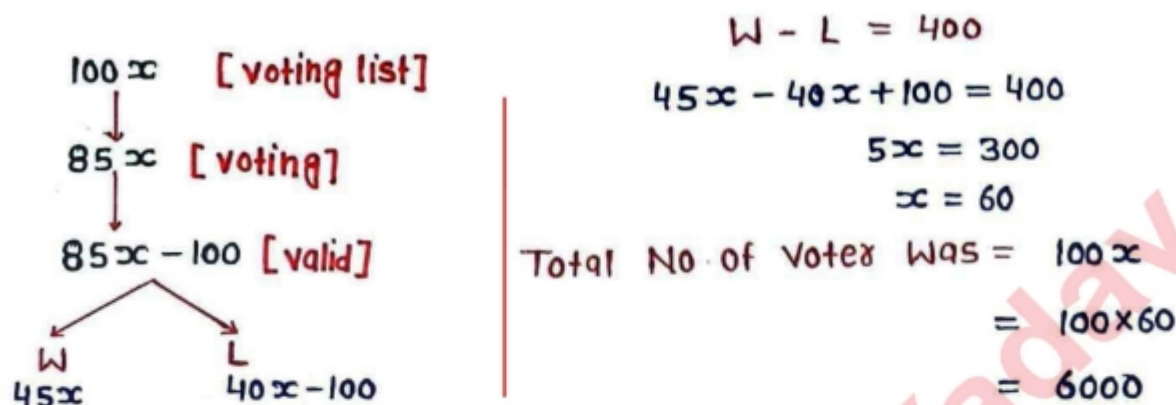 100x [voting list]
85x [voting]
85x - 100 [valid]
W L
45x 40x - 100
W - L = 400
45x - 40x + 100 = 400
5x = 300
x = 60
Total No. of Voter Was = 100x
= 100×60
= 6000
Yadav